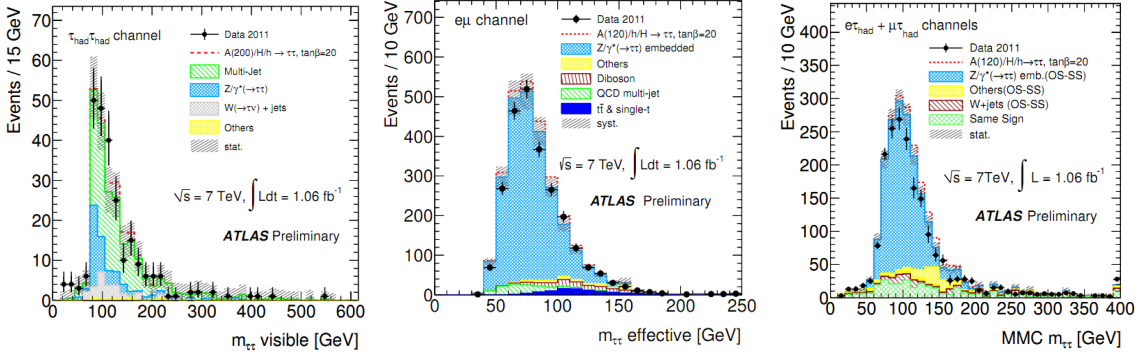 Events / 15 GeV
70
60
50
40
30
20
10
0
τhadτhad channel
Data 2011
A(200)/H/h → ττ, tanβ=20
Multi-Jet
Z/γ*(→ττ)
W(→τν) + jets
Others
stat.
√s = 7 TeV, ∫Ldt = 1.06 fb⁻¹
ATLAS Preliminary
0 100 200 300 400 500 600
mττ visible [GeV]
Events / 10 GeV
800
700
600
500
400
300
200
100
0
eμ channel
Data 2011
A(120)/H/h → ττ, tanβ=20
Z/γ*(→ττ) embedded
Others
Diboson
QCD multi-jet
tt̄ & single-t
syst.
√s = 7 TeV, ∫Ldt = 1.06 fb⁻¹
ATLAS Preliminary
0 50 100 150 200 250
mττ effective [GeV]
Events / 10 GeV
400
350
300
250
200
150
100
50
0
eτhad + μτhad channels
Data 2011
A(120)/H/h→ττ, tanβ=20
Z/γ*(→ττ) emb.(OS-SS)
Others(OS-SS)
W+jets (OS-SS)
Same Sign
stat.
√s = 7TeV, ∫ L = 1.06 fb⁻¹
ATLAS Preliminary
0 50 100 150 200 250 300 350 400
MMC mττ [GeV]